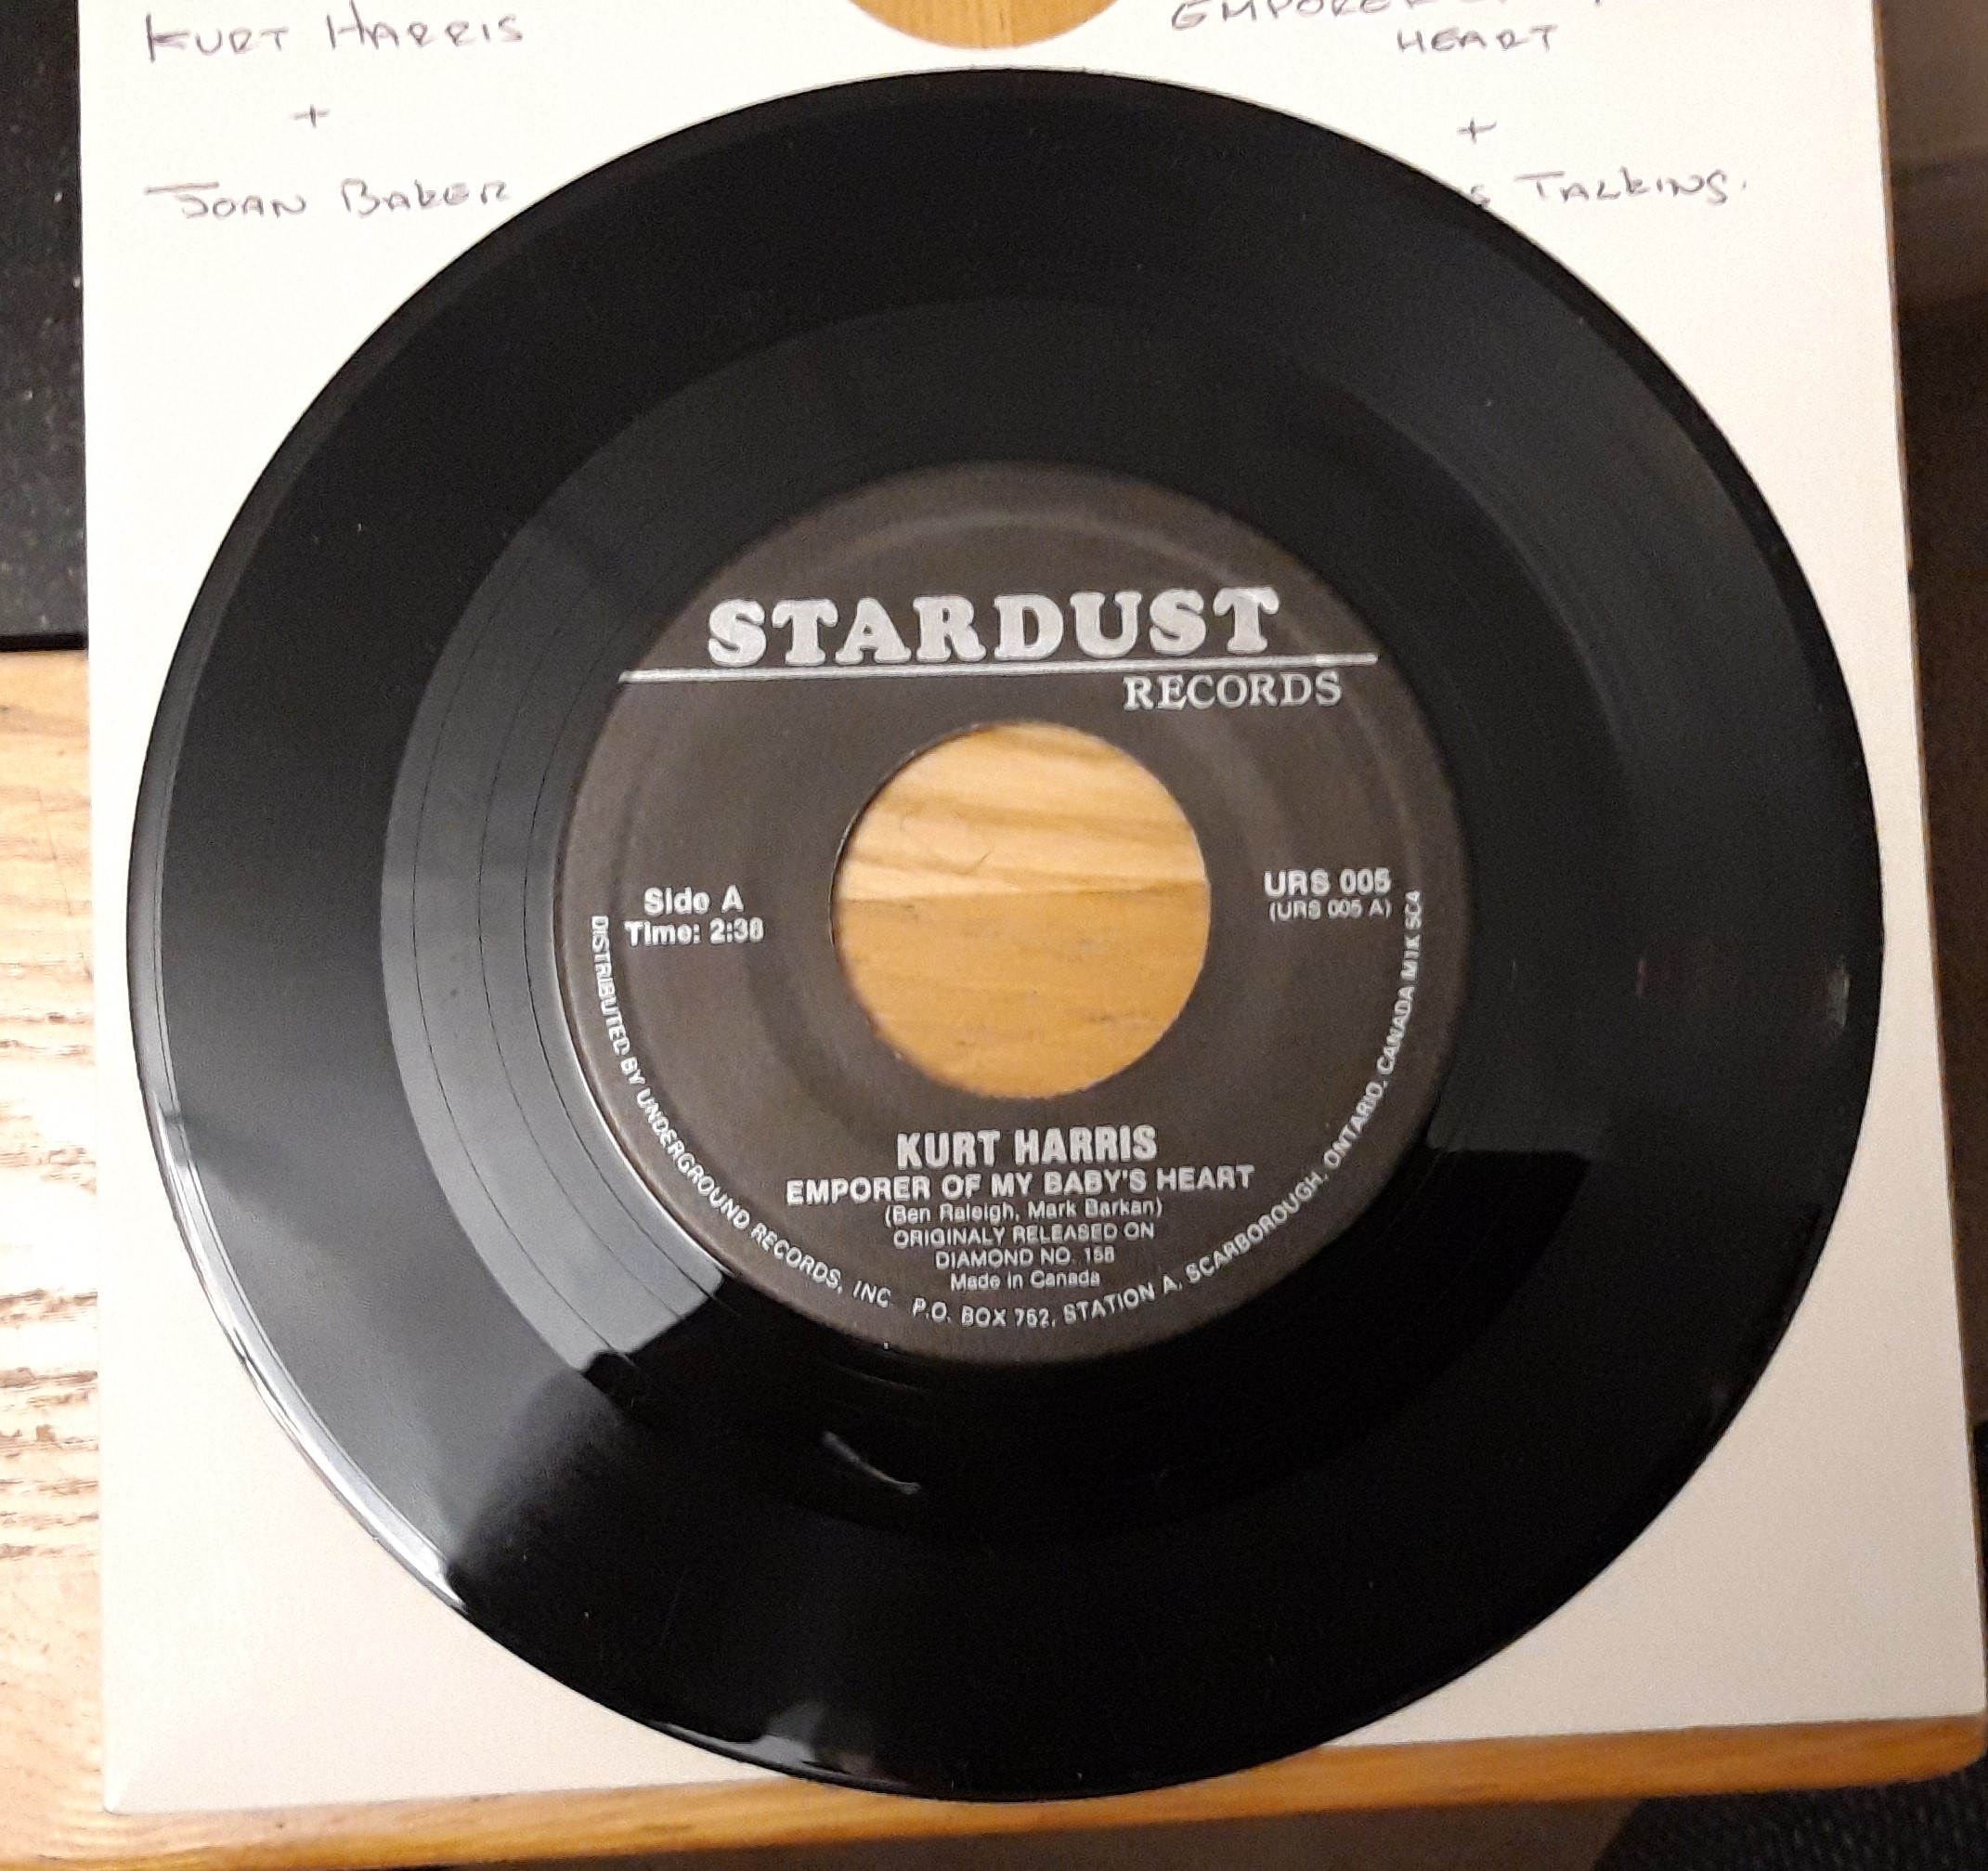 KURT HARRIS
HEART
+
+
JOAN BAKER
TALKING.
STARDUST
RECORDS
Side A
Time: 2:38
URS 005
(URS 005 A)
KURT HARRIS
EMPORER OF MY BABY'S HEART
(Ben Raleigh, Mark Barkan)
ORIGINALY RELEASED ON
DIAMOND NO. 158
Made in Canada
DISTRIBUTED BY UNDERGROUND RECORDS, INC P.O. BOX 752, STATION A, SCARBOROUGH, ONTARIO, CANADA M1K 5C4